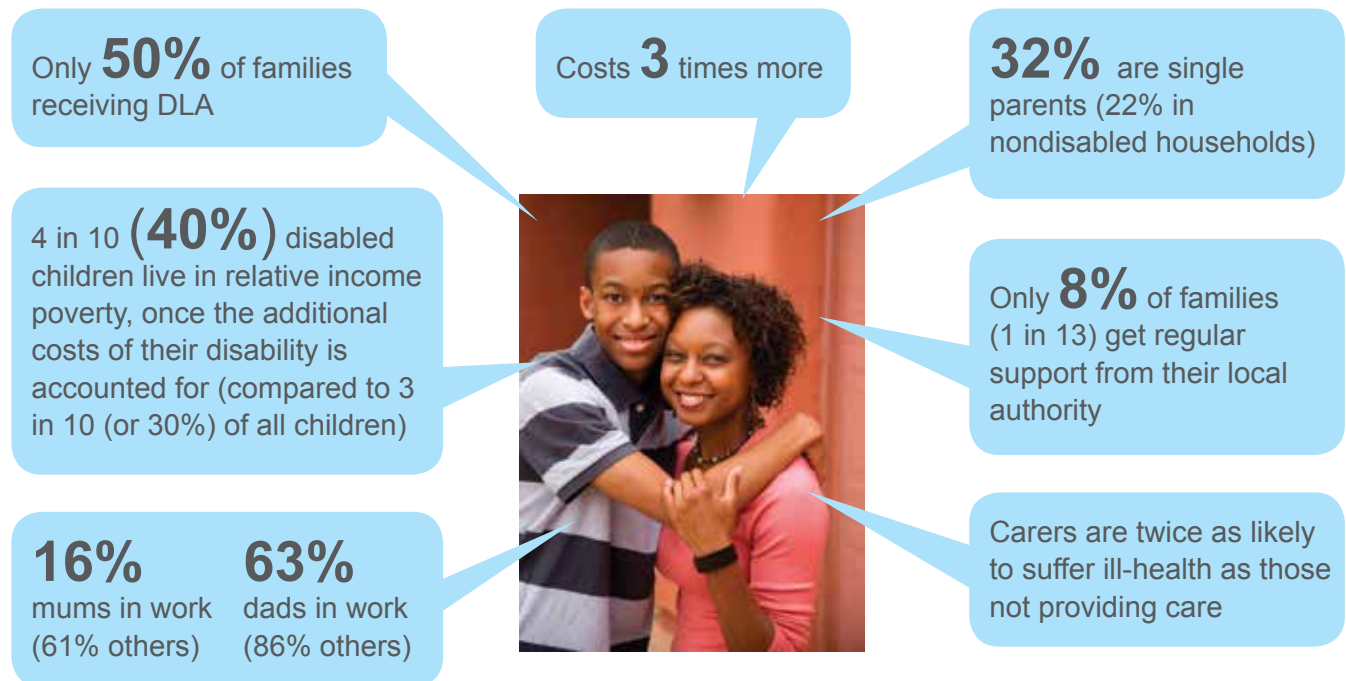 Only 50% of families
receiving DLA
Costs 3 times more
32% are single
parents (22% in
nondisabled households)
4 in 10 (40%) disabled
children live in relative income
poverty, once the additional
costs of their disability is
accounted for (compared to 3
in 10 (or 30%) of all children)
Only 8% of families
(1 in 13) get regular
support from their local
authority
16%
mums in work
(61% others)
63%
dads in work
(86% others)
Carers are twice as likely
to suffer ill-health as those
not providing care